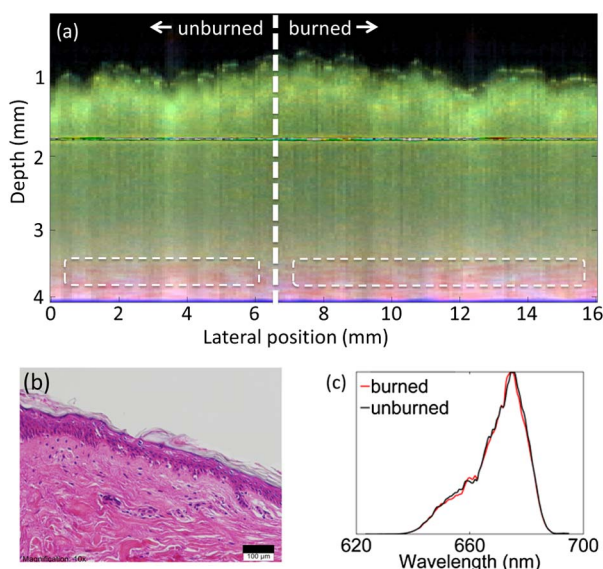 (a)
← unburned
burned →
Depth (mm)
1
2
3
4
0
2
4
6
8
10
12
14
16
Lateral position (mm)
(b)
Magnification: 40x
100 μm
(c)
burned
unburned
620
660
700
Wavelength (nm)